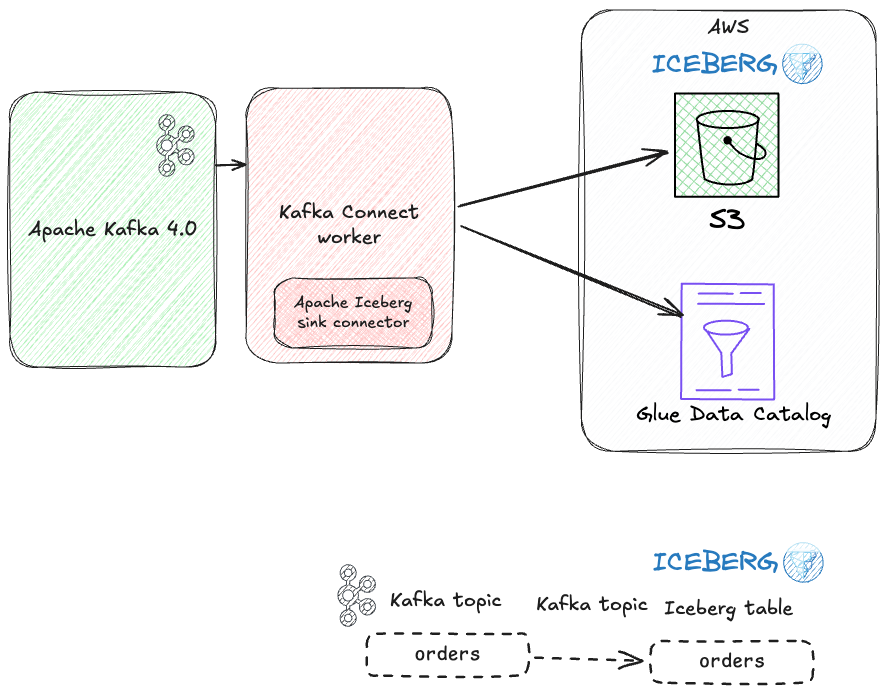 AWS
ICEBERG
Apache Kafka 4.0
Kafka Connect
worker
Apache Iceberg
sink connector
S3
Glue Data Catalog
ICEBERG
Kafka topic
Kafka topic
Iceberg table
orders
orders